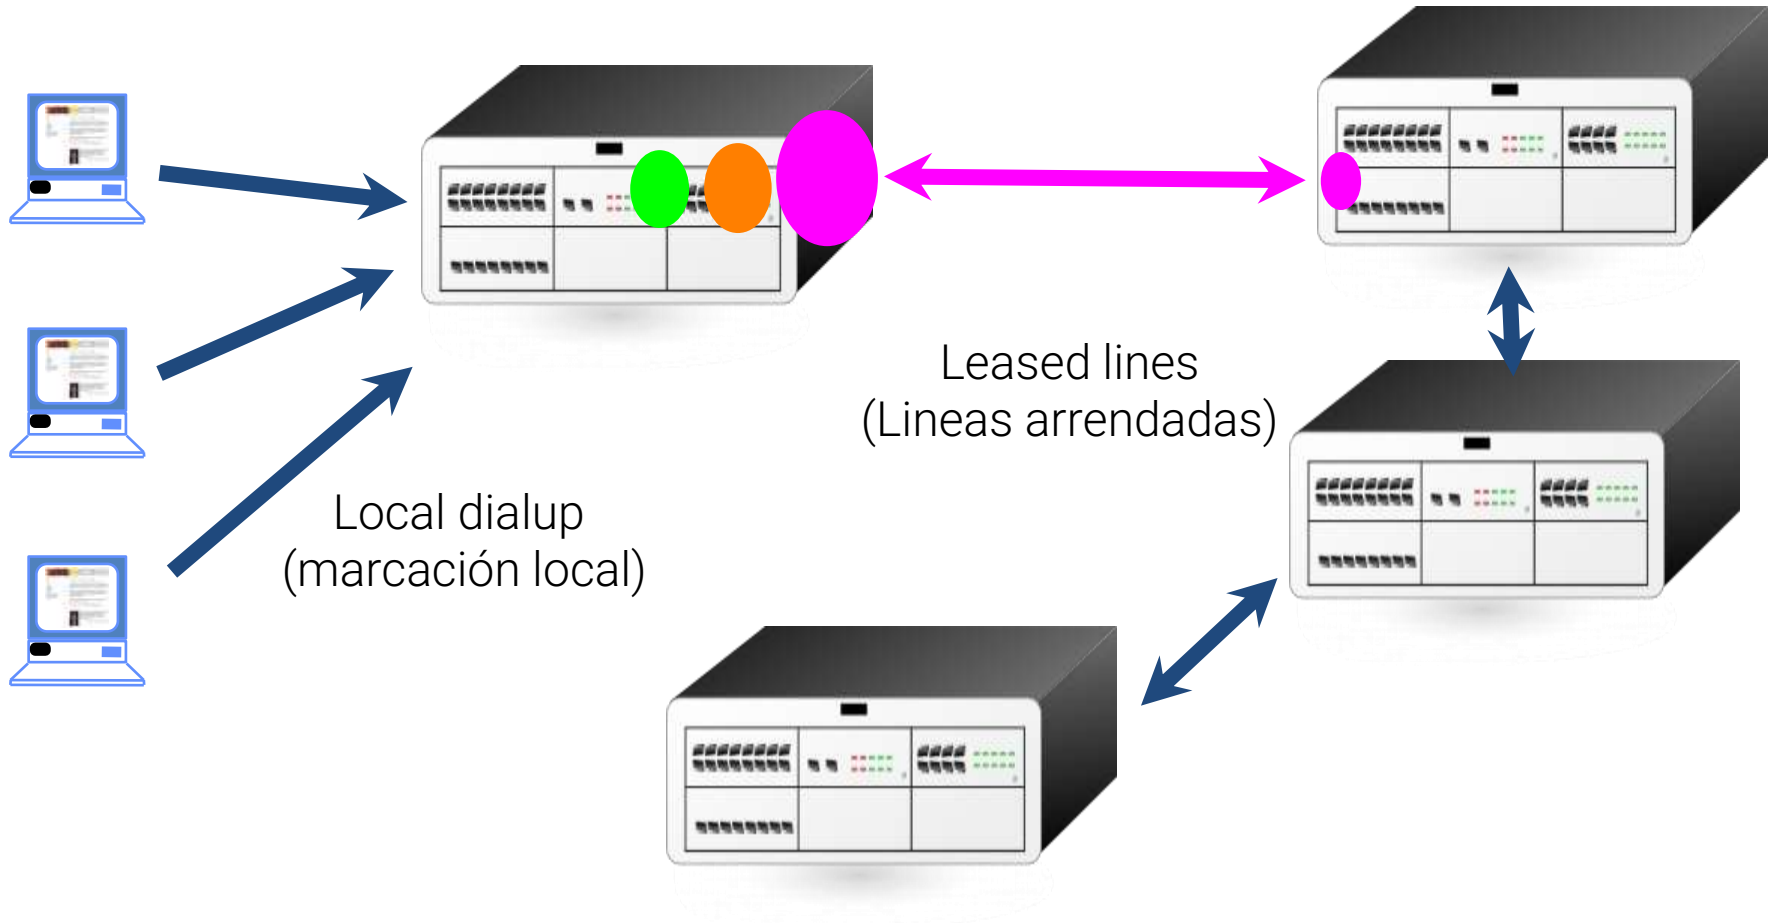 Leased lines
(Lineas arrendadas)
Local dialup
(marcación local)